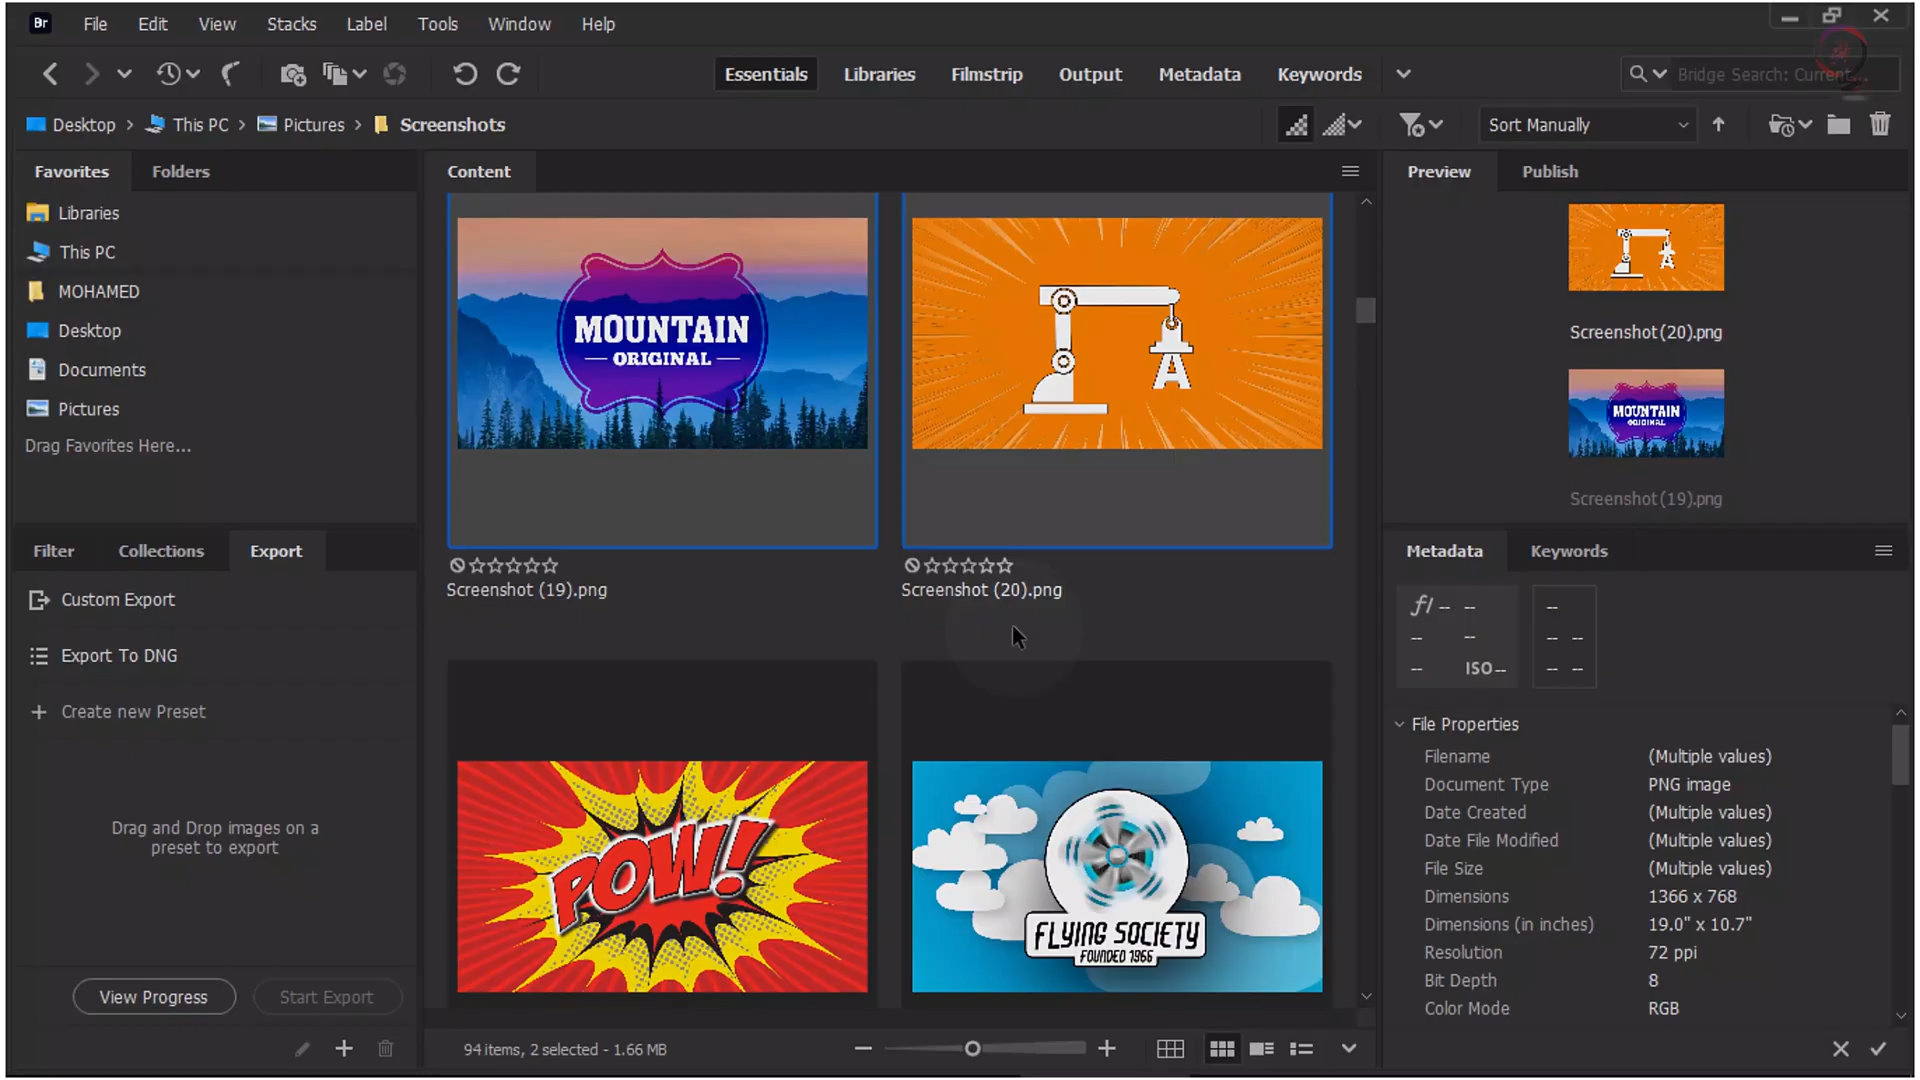 Br File Edit View Stacks Label Tools Window Help
Essentials Libraries Filmstrip Output Metadata Keywords Bridge Search: Current...
Desktop This PC Pictures Screenshots Sort Manually
Favorites Folders
Libraries
This PC
MOHAMED
Desktop
Documents
Pictures
Drag Favorites Here...
Filter Collections Export
Custom Export
Export To DNG
Create new Preset
Drag and Drop images on a
preset to export
View Progress Start Export
Content
MOUNTAIN
ORIGINAL
A
Screenshot (19).png Screenshot (20).png
POW!
FLYING SOCIETY
FOUNDED 1966
94 items, 2 selected - 1.66 MB
Preview Publish
A
Screenshot (20).png
MOUNTAIN
ORIGINAL
Screenshot (19).png
Metadata Keywords
f/ -- -- --
-- -- -- --
-- ISO -- -- --
File Properties
Filename (Multiple values)
Document Type PNG image
Date Created (Multiple values)
Date File Modified (Multiple values)
File Size (Multiple values)
Dimensions 1366 x 768
Dimensions (in inches) 19.0" x 10.7"
Resolution 72 ppi
Bit Depth 8
Color Mode RGB